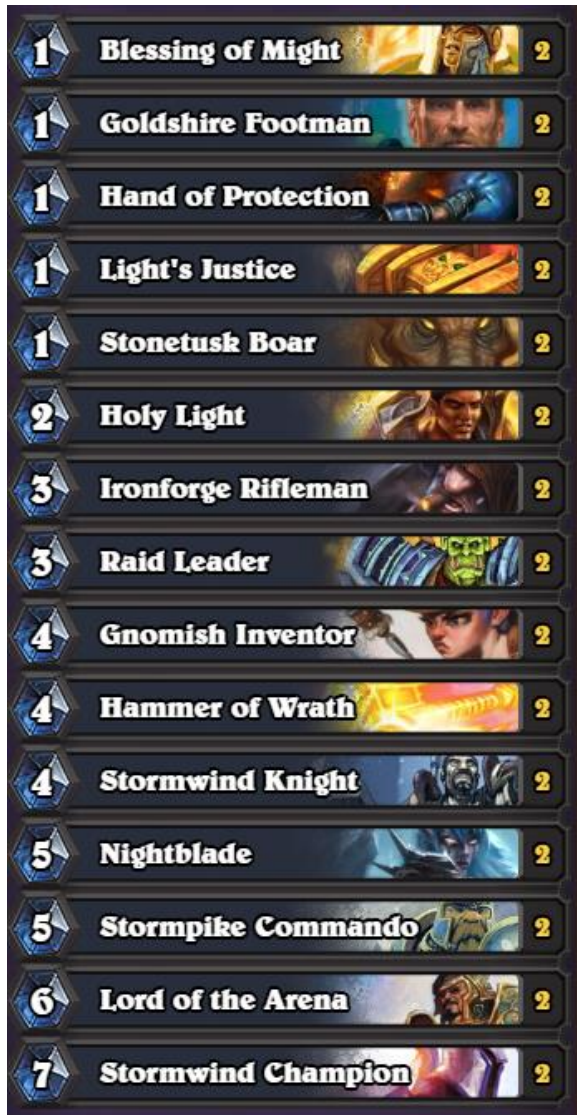 1 Blessing of Might 2
1 Goldshire Footman 2
1 Hand of Protection 2
1 Light's Justice 2
1 Stonetusk Boar 2
2 Holy Light 2
3 Ironforge Rifleman 2
3 Raid Leader 2
4 Gnomish Inventor 2
4 Hammer of Wrath 2
4 Stormwind Knight 2
5 Nightblade 2
5 Stormpike Commando 2
6 Lord of the Arena 2
7 Stormwind Champion 2